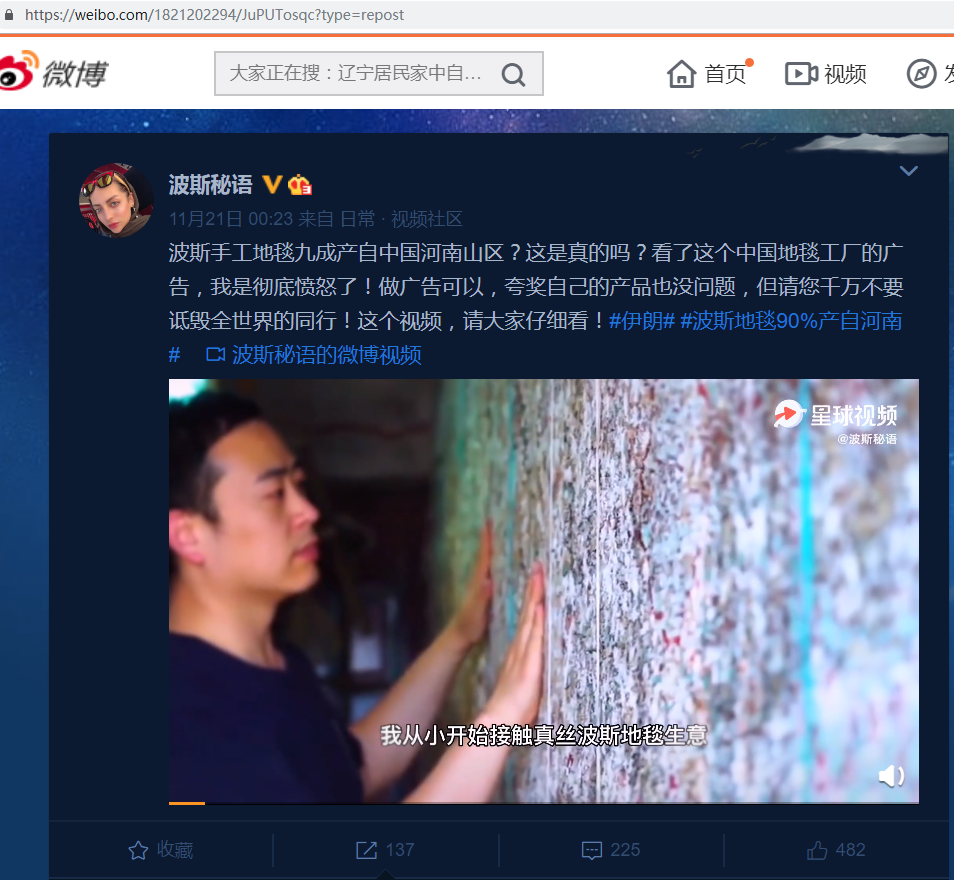 https://weibo.com/1821202294/JuPUTosqc?type=repost
微博
大家正在搜：辽宁居民家中自...
首页
视频
波斯秘语
11月21日 00:23 来自 日常 · 视频社区
波斯手工地毯九成产自中国河南山区？这是真的吗？看了这个中国地毯工厂的广
告，我是彻底愤怒了！做广告可以，夸奖自己的产品也没问题，但请您千万不要
诋毁全世界的同行！这个视频，请大家仔细看！#伊朗# #波斯地毯90%产自河南
# 波斯秘语的微博视频
星球视频
@波斯秘语
我从小开始接触真丝波斯地毯生意
收藏
137
225
482